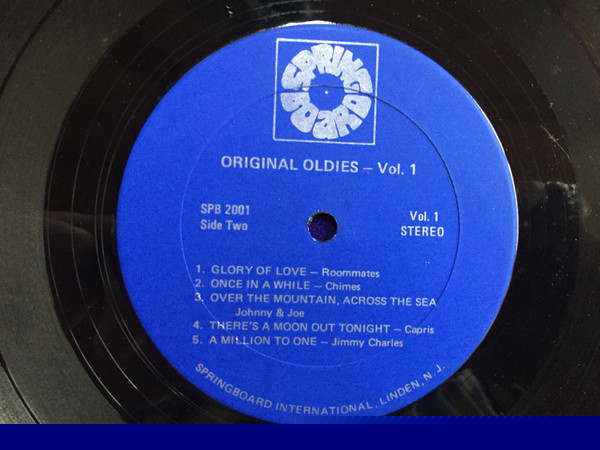 SPRINGBOARD
ORIGINAL OLDIES – Vol. 1
SPB 2001
Side Two
Vol. 1
STEREO
1. GLORY OF LOVE – Roommates
2. ONCE IN A WHILE – Chimes
3. OVER THE MOUNTAIN, ACROSS THE SEA
Johnny & Joe
4. THERE'S A MOON OUT TONIGHT – Capris
5. A MILLION TO ONE – Jimmy Charles
SPRINGBOARD INTERNATIONAL, LINDEN, N. J.